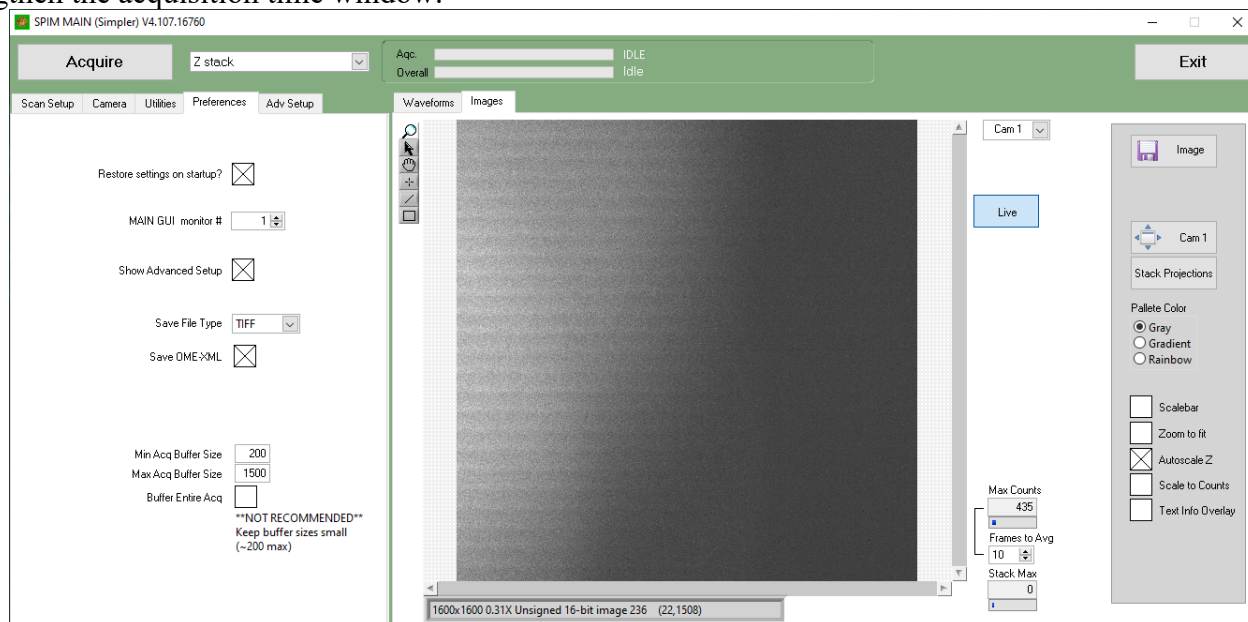 gthen the acquisition time window.
SPIM MAIN (Simpler) V4.107.16760
Acquire
Z stack
Aqc.
IDLE
Overall
Idle
Exit
Scan Setup
Camera
Utilities
Preferences
Adv Setup
Waveforms
Images
Restore settings on startup?
MAIN GUI monitor #
1
Show Advanced Setup
Save File Type
TIFF
Save OME-XML
Min Acq Buffer Size
200
Max Acq Buffer Size
1500
Buffer Entire Acq
**NOT RECOMMENDED**
Keep buffer sizes small
(~200 max)
Cam 1
Live
Max Counts
435
Frames to Avg
10
Stack Max
0
1600x1600 0.31X Unsigned 16-bit image 236 (22,1508)
Image
Cam 1
Stack Projections
Pallete Color
Gray
Gradient
Rainbow
Scalebar
Zoom to fit
Autoscale Z
Scale to Counts
Text Info Overlay